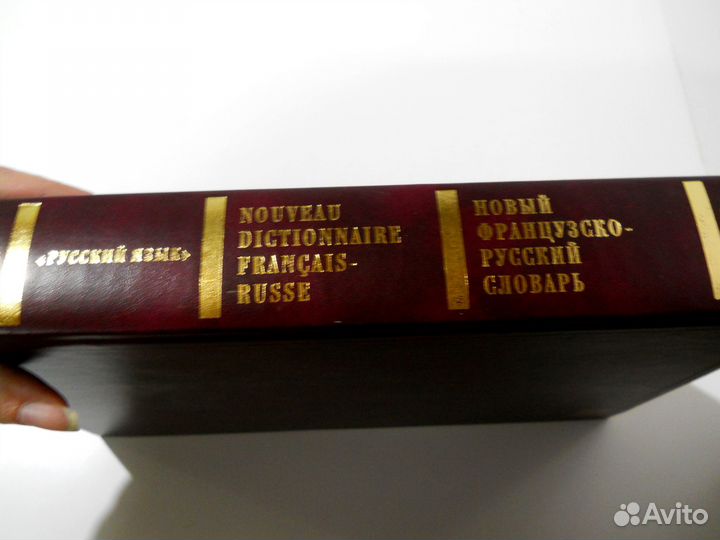 «РУССКИЙ ЯЗЫК»
NOUVEAU
DICTIONNAIRE
FRANÇAIS-
RUSSE
НОВЫЙ
ФРАНЦУЗСКО-
РУССКИЙ
СЛОВАРЬ
Avito